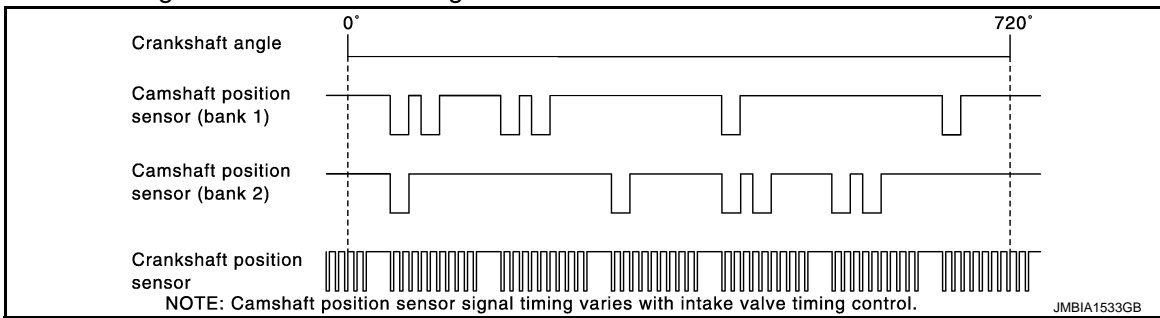 0˚ 720˚
Crankshaft angle
Camshaft position
sensor (bank 1)
Camshaft position
sensor (bank 2)
Crankshaft position
sensor
NOTE: Camshaft position sensor signal timing varies with intake valve timing control.
JMBIA1533GB